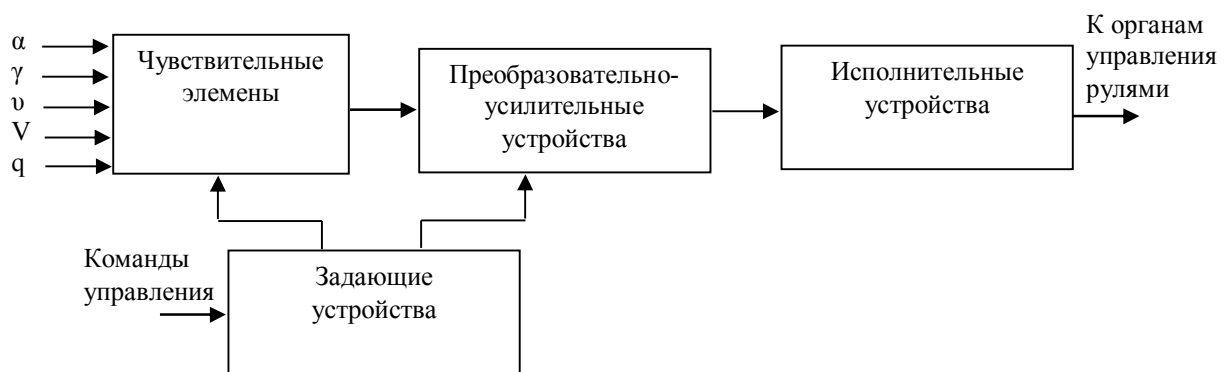 α
γ
υ
V
q
Чувствительные
элемены
Преобразовательно-
усилительные
устройства
Исполнительные
устройства
К органам
управления
рулями
Команды
управления
Задающие
устройства